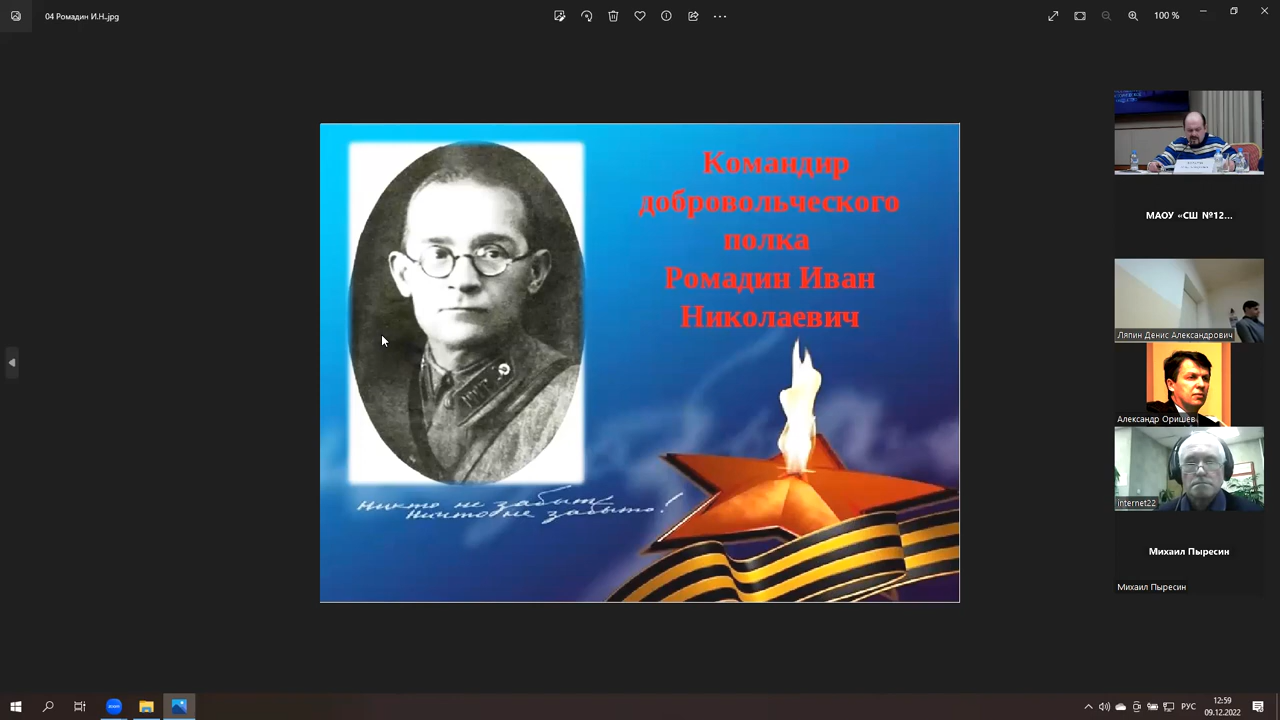 04 Ромадин И.Н..jpg
100 %
Командир
добровольческого
полка
Ромадин Иван
Николаевич
никто не забыт
ничто не забыто!
МАОУ «СШ №12...
Ляпин Денис Александрович
Александр Оришев
internet22
Михаил Пыресин
Михаил Пыресин
zoom
РУС
12:59
09.12.2022